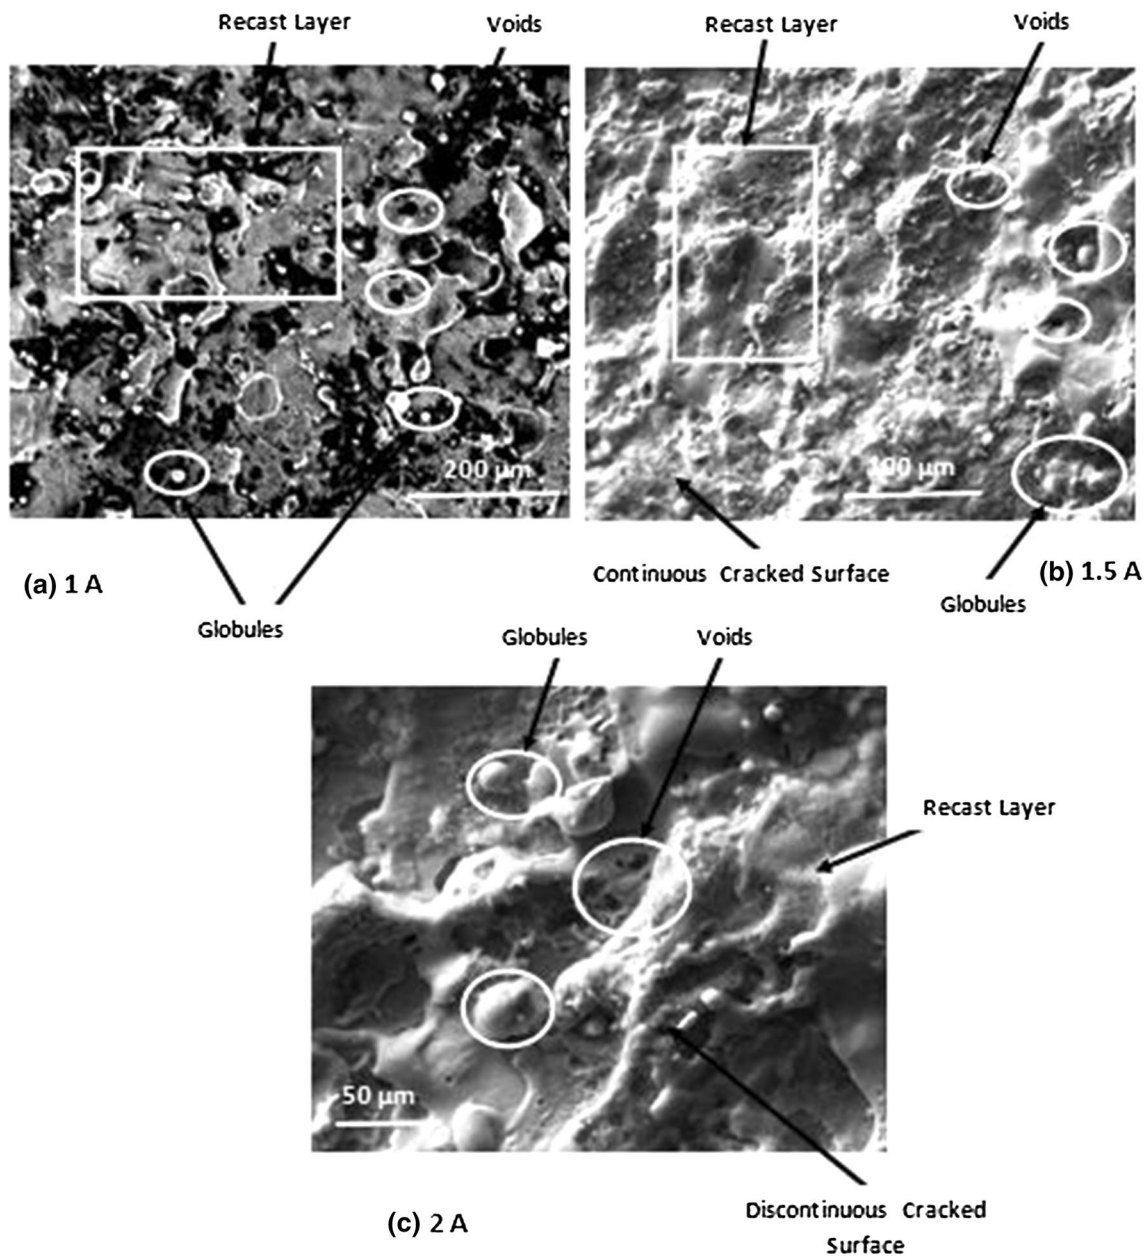 Recast Layer
Voids
Recast Layer
Voids
200 µm
100 µm
Continuous Cracked Surface
(a) 1 A
(b) 1.5 A
Globules
Globules
Globules
Voids
Recast Layer
50 µm
(c) 2 A
Discontinuous Cracked
Surface